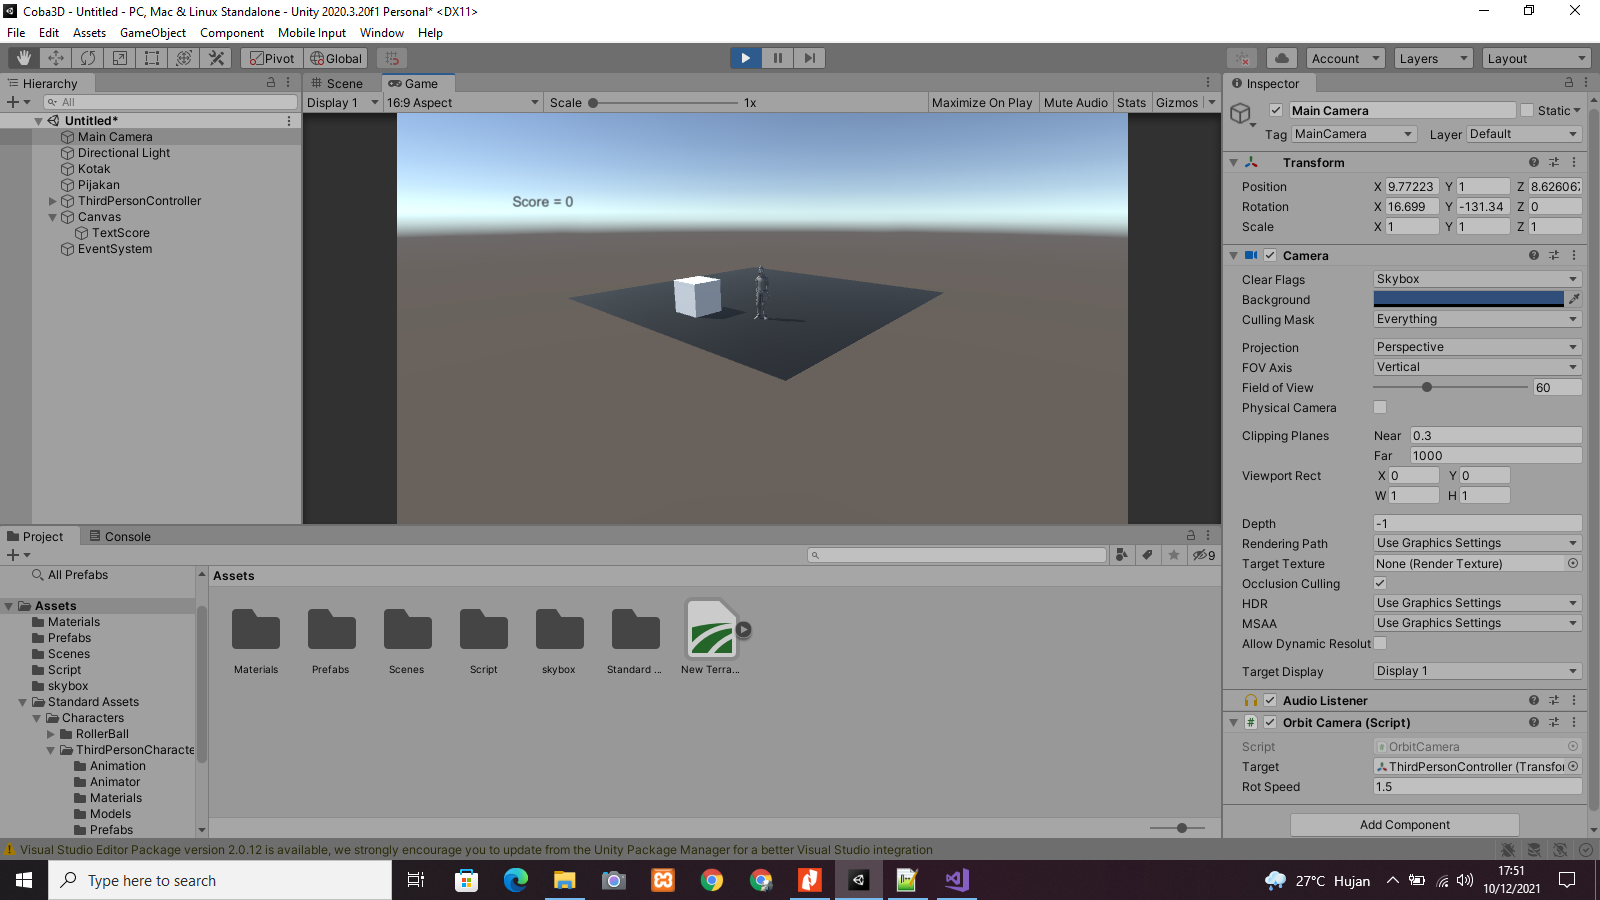 Coba3D - Untitled - PC, Mac & Linux Standalone - Unity 2020.3.20f1 Personal* <DX11>
File Edit Assets GameObject Component Mobile Input Window Help
Pivot Global Account Layers Layout
Hierarchy
All
Untitled*
Main Camera
Directional Light
Kotak
Pijakan
ThirdPersonController
Canvas
TextScore
EventSystem
Scene Game
Display 1 16:9 Aspect Scale 1x Maximize On Play Mute Audio Stats Gizmos
Score = 0
Project Console
9
All Prefabs
Assets
Materials
Prefabs
Scenes
Script
skybox
Standard Assets
Characters
RollerBall
ThirdPersonCharacte
Animation
Animator
Materials
Models
Prefabs
Assets
Materials Prefabs Scenes Script skybox Standard ... New Terra...
Inspector
Main Camera Static
Tag MainCamera Layer Default
Transform
Position X 9.77223 Y 1 Z 8.626067
Rotation X 16.699 Y -131.34 Z 0
Scale X 1 Y 1 Z 1
Camera
Clear Flags Skybox
Background
Culling Mask Everything
Projection Perspective
FOV Axis Vertical
Field of View 60
Physical Camera
Clipping Planes Near 0.3
Far 1000
Viewport Rect X 0 Y 0
W 1 H 1
Depth -1
Rendering Path Use Graphics Settings
Target Texture None (Render Texture)
Occlusion Culling
HDR Use Graphics Settings
MSAA Use Graphics Settings
Allow Dynamic Resolut
Target Display Display 1
Audio Listener
# Orbit Camera (Script)
Script OrbitCamera
Target ThirdPersonController (Transfor
Rot Speed 1.5
Add Component
Visual Studio Editor Package version 2.0.12 is available, we strongly encourage you to update from the Unity Package Manager for a better Visual Studio integration
Type here to search
27°C Hujan
17:51
10/12/2021